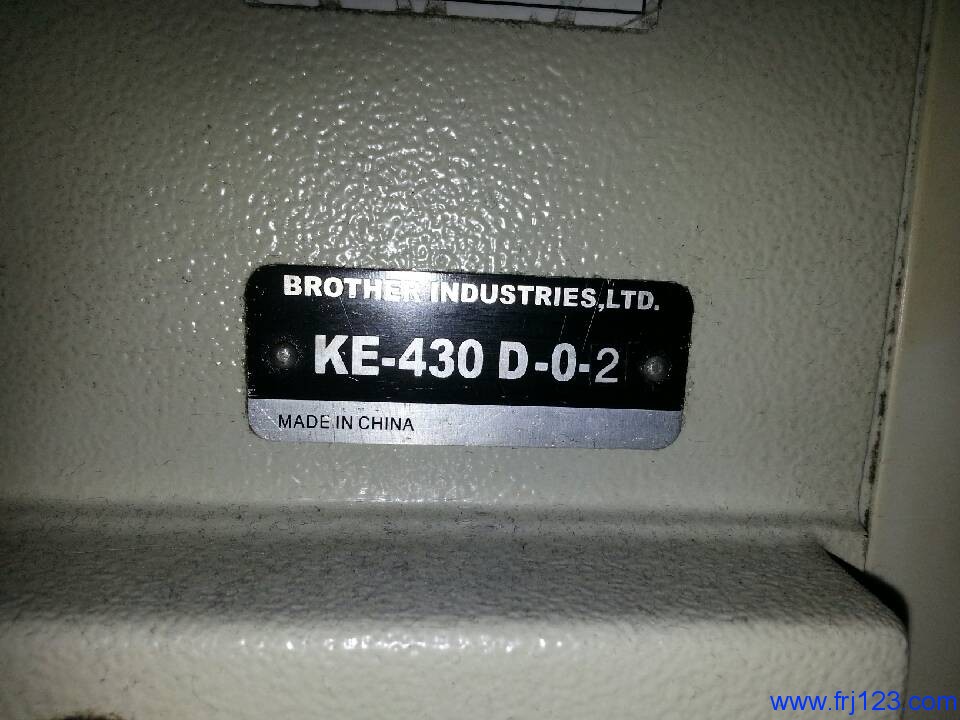 BROTHER INDUSTRIES,LTD.
KE-430 D-0-2
MADE IN CHINA
www.frj123.com